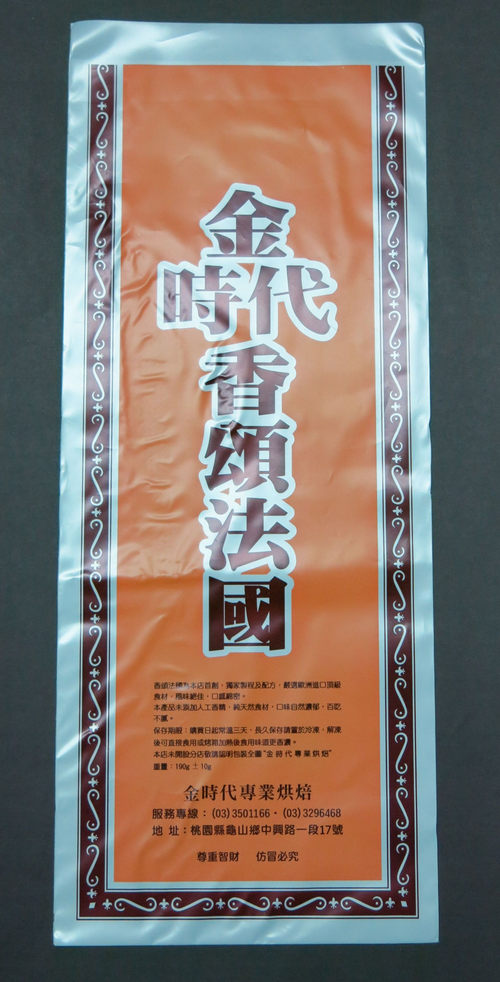 金
時代
香
頌
法
國
香頌法國為本店首創，獨家製程及配方，嚴選歐洲進口頂級
食材，風味絕佳，口感綿密。
本產品未添加人工香精，純天然食材，口味自然濃郁，百吃
不膩。
保存期限：購買日起常溫三天，長久保存請置於冷凍，解凍
後可直接食用或烤箱加熱後食用味道更香濃。
本店未開設分店敬請認明包裝全圖"金時代專業烘焙"
重量：190g ±10g
金時代專業烘焙
服務專線：(03) 3501166・(03) 3296468
地 址：桃園縣龜山鄉中興路一段17號
尊重智財 仿冒必究